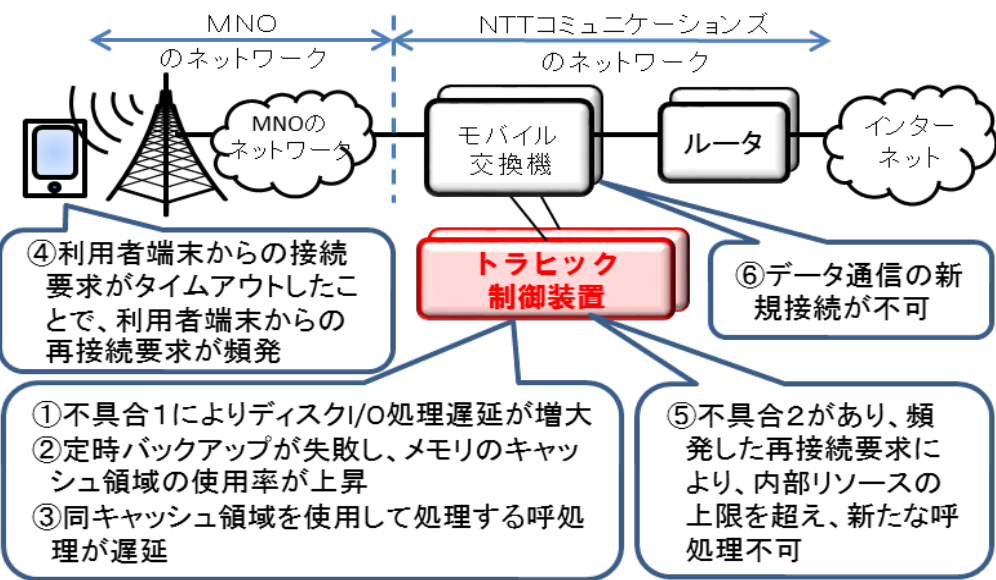 MNO
のネットワーク
NTTコミュニケーションズ
のネットワーク
MNOの
ネットワーク
モバイル
交換機
ルータ
インター
ネット
トラヒック
制御装置
④利用者端末からの接続
要求がタイムアウトしたこ
とで、利用者端末からの
再接続要求が頻発
⑥データ通信の新
規接続が不可
①不具合1によりディスクI/O処理遅延が増大
②定時バックアップが失敗し、メモリのキャッ
シュ領域の使用率が上昇
③同キャッシュ領域を使用して処理する呼処
理が遅延
⑤不具合2があり、頻
発した再接続要求に
より、内部リソースの
上限を超え、新たな呼
処理不可